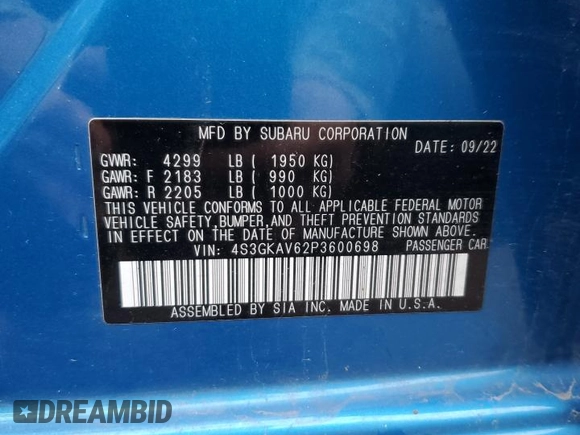 MFD BY SUBARU CORPORATION
DATE: 09/22
GVWR: 4299 LB ( 1950 KG)
GAWR: F 2183 LB ( 990 KG)
GAWR: R 2205 LB ( 1000 KG)
THIS VEHICLE CONFORMS TO ALL APPLICABLE FEDERAL MOTOR
VEHICLE SAFETY, BUMPER, AND THEFT PREVENTION STANDARDS
IN EFFECT ON THE DATE OF MANUFACTURE SHOWN ABOVE.
VIN: 4S3GKAV62P3600698 PASSENGER CAR
ASSEMBLED BY SIA INC. MADE IN U.S.A.
DREAMBID